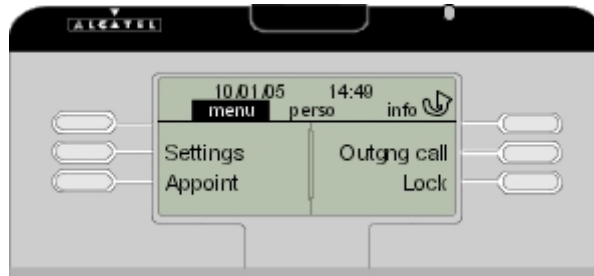 ALCATEL
10/01/05 14:49
menu perso info
Settings Outgng call
Appoint Lock